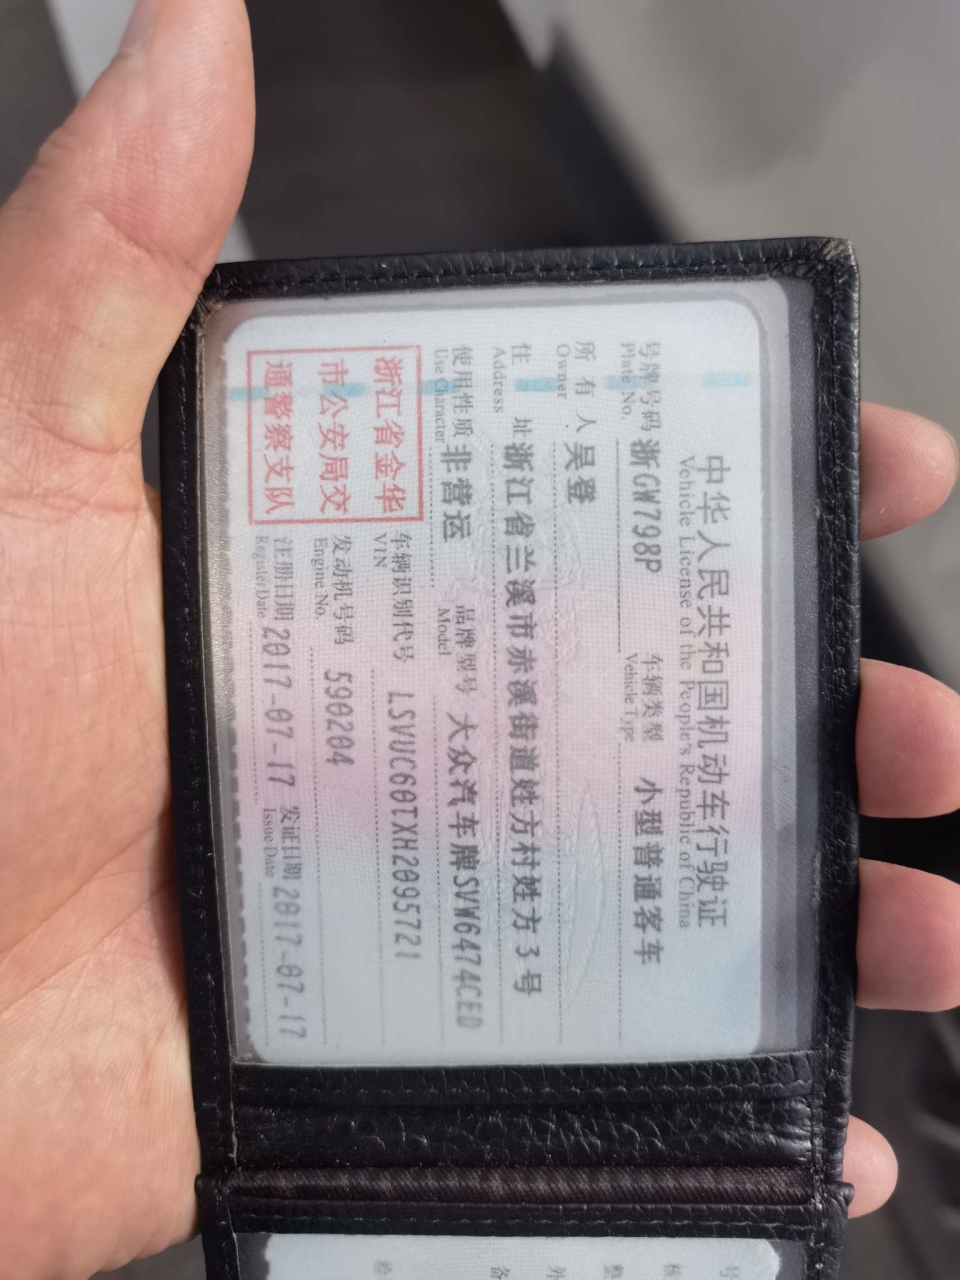 中华人民共和国机动车行驶证
Vehicle License of the People's Republic of China
号牌号码 浙GW798P 车辆类型 小型普通客车
Plate No. Vehicle Type
所有人 吴登
Owner
住址 浙江省兰溪市赤溪街道姓方村姓方3号
Address
使用性质 非营运 品牌型号 大众汽车牌SVW6474CED
Use Character Model
浙江省金华
市公安局交
通警察支队
车辆识别代号 LSVUC60TXH2095721
VIN
发动机号码 590204
Engine No.
注册日期 2017-07-17 发证日期 2017-07-17
Register Date Issue Date
号
核
整
外
备
检